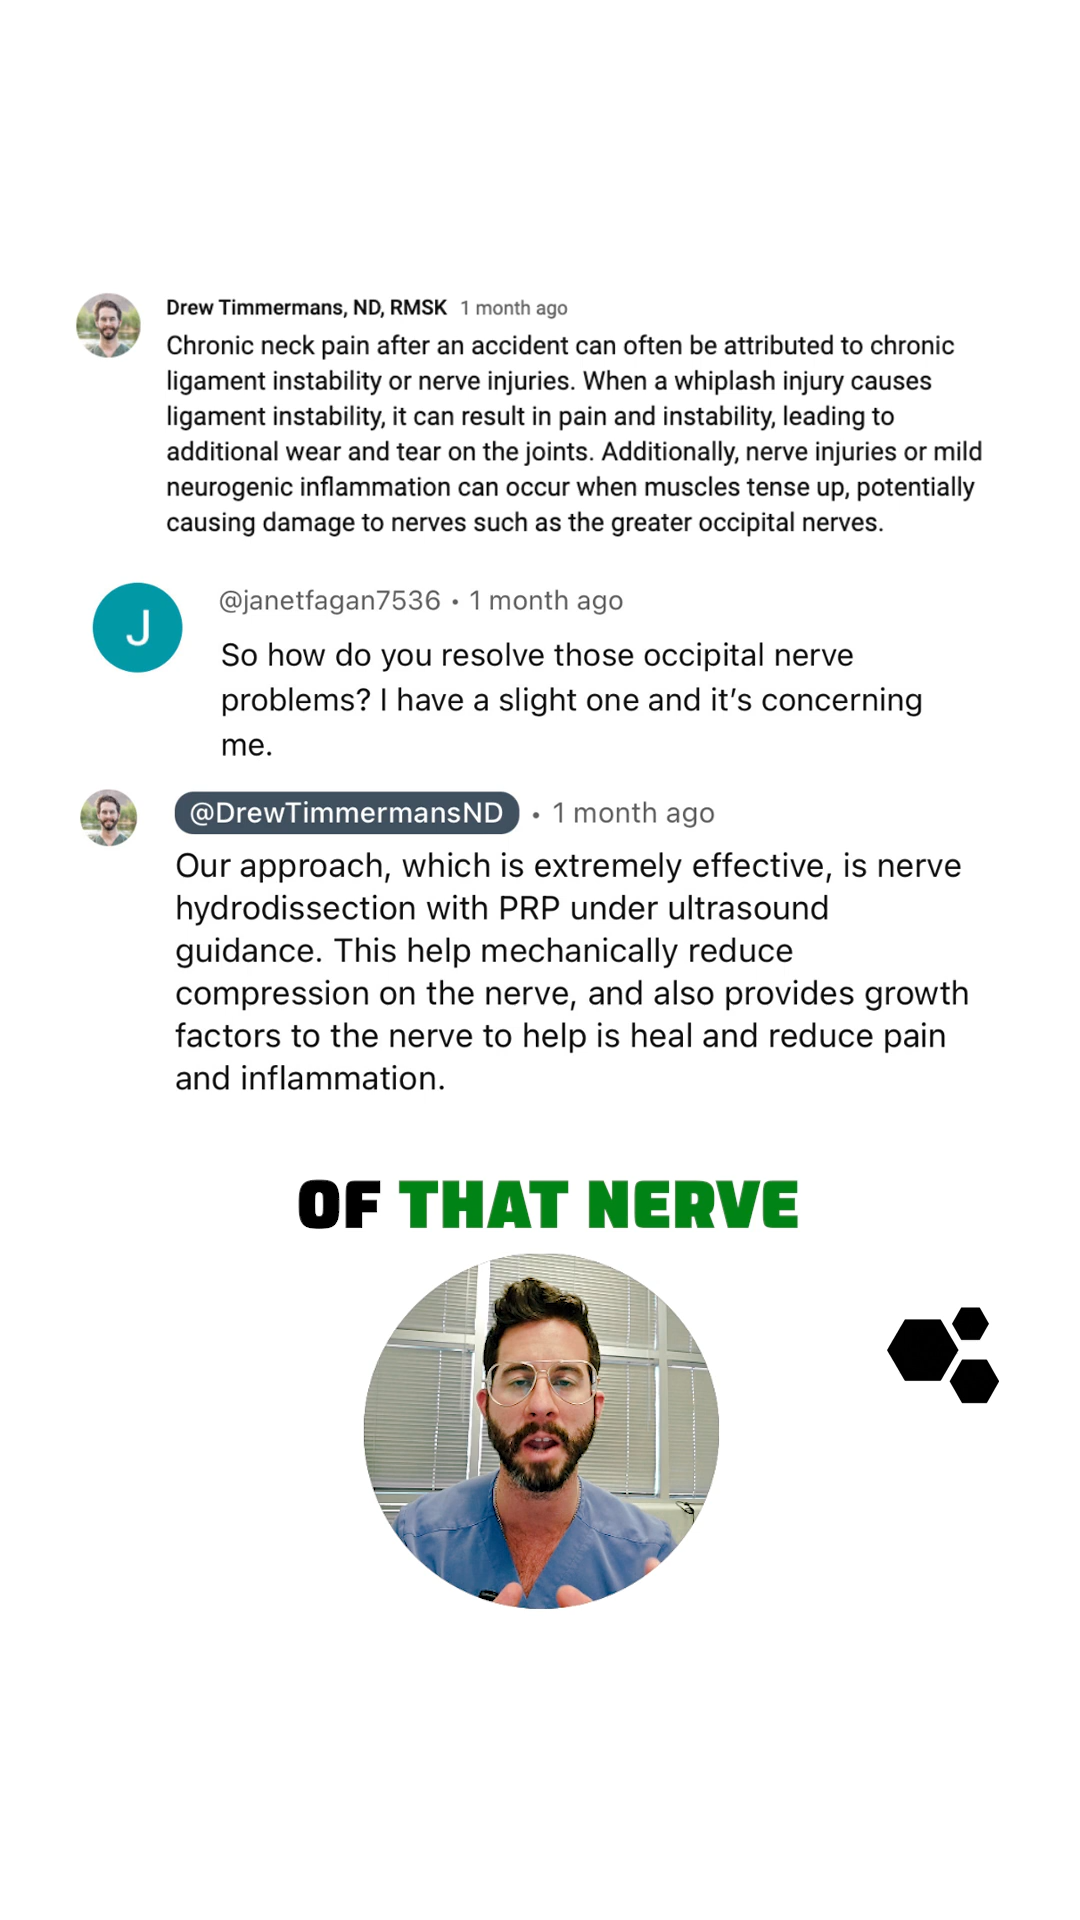 Drew Timmermans, ND, RMSK 1 month ago
Chronic neck pain after an accident can often be attributed to chronic
ligament instability or nerve injuries. When a whiplash injury causes
ligament instability, it can result in pain and instability, leading to
additional wear and tear on the joints. Additionally, nerve injuries or mild
neurogenic inflammation can occur when muscles tense up, potentially
causing damage to nerves such as the greater occipital nerves.
J
@janetfagan7536 • 1 month ago
So how do you resolve those occipital nerve
problems? I have a slight one and it’s concerning
me.
@DrewTimmermansND • 1 month ago
Our approach, which is extremely effective, is nerve
hydrodissection with PRP under ultrasound
guidance. This help mechanically reduce
compression on the nerve, and also provides growth
factors to the nerve to help is heal and reduce pain
and inflammation.
OF THAT NERVE